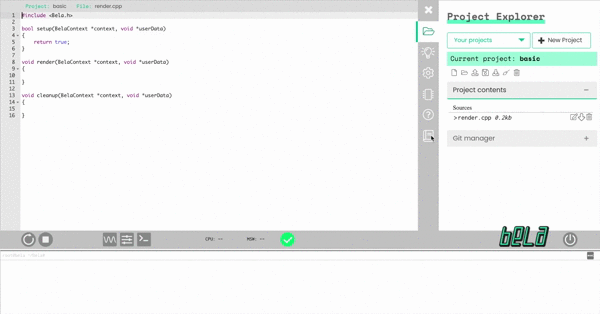 Project: basic File: render.cpp
1 #include <Bela.h>
2
3 bool setup(BelaContext *context, void *userData)
4 {
5 return true;
6 }
7
8 void render(BelaContext *context, void *userData)
9 {
10
11 }
12
13 void cleanup(BelaContext *context, void *userData)
14 {
15
16 }
Project Explorer
Your projects
+ New Project
Current project: basic
Project contents −
Sources
>render.cpp 0.2kb
Git manager +
CPU: -- MSW: --
bela